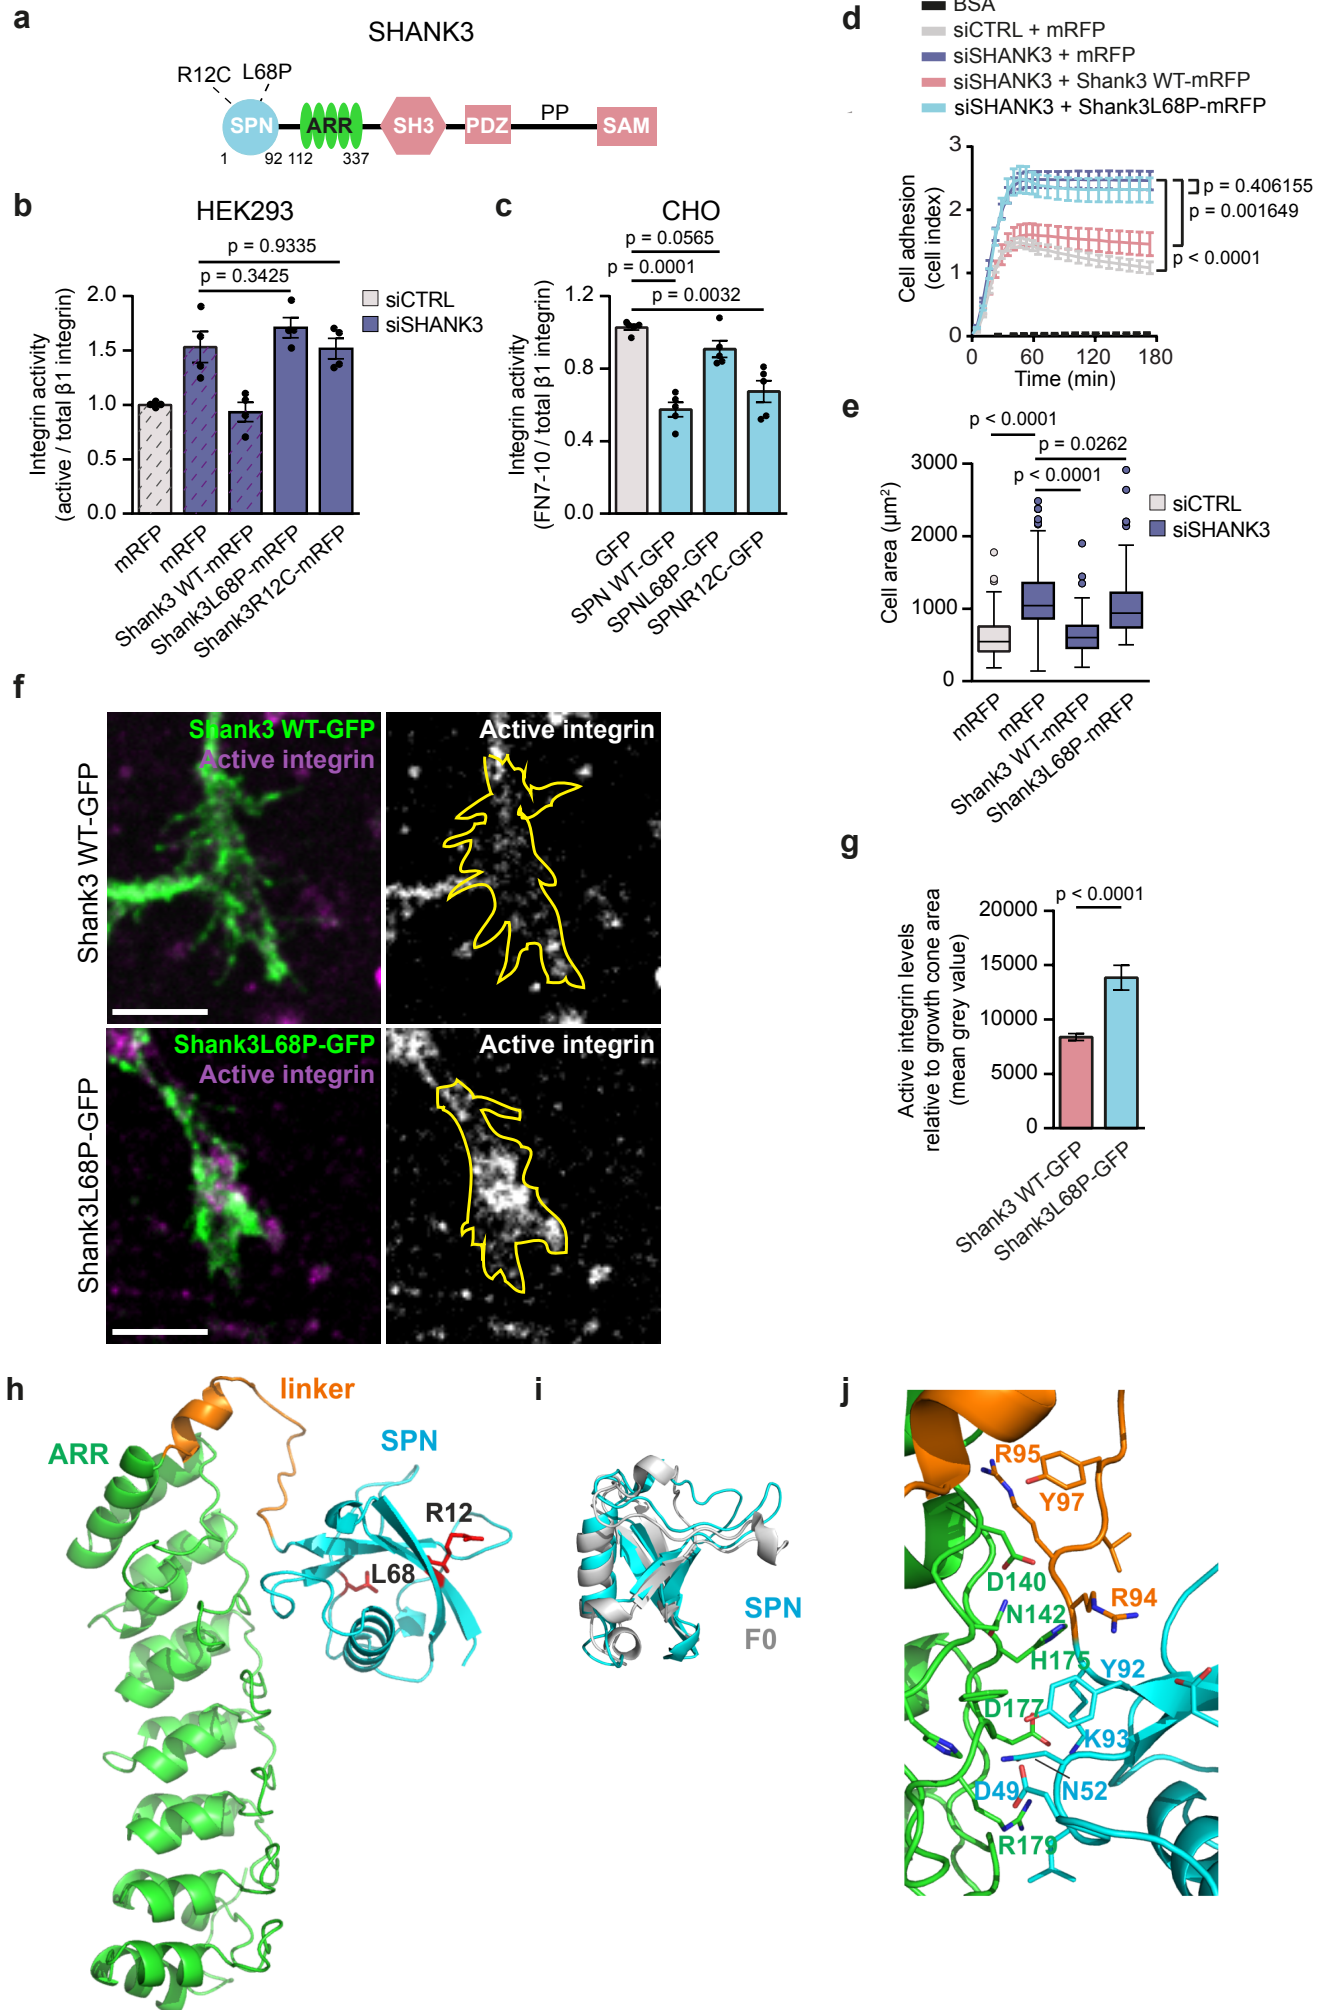 a
SHANK3
R12C L68P
SPN ARR SH3 PDZ PP SAM
1 92 112 337
b
HEK293
p = 0.9335
p = 0.3425
Integrin activity
(active / total β1 integrin)
2.0
1.5
1.0
0.5
0.0
siCTRL
siSHANK3
mRFP
mRFP
Shank3 WT-mRFP
Shank3L68P-mRFP
Shank3R12C-mRFP
c
CHO
p = 0.0565
p = 0.0001
p = 0.0032
Integrin activity
(FN7-10 / total β1 integrin)
1.2
0.8
0.4
0.0
GFP
SPN WT-GFP
SPNL68P-GFP
SPNR12C-GFP
d
BSA
siCTRL + mRFP
siSHANK3 + mRFP
siSHANK3 + Shank3 WT-mRFP
siSHANK3 + Shank3L68P-mRFP
Cell adhesion
(cell index)
3
2
1
0
0 60 120 180
Time (min)
p = 0.406155
p = 0.001649
p < 0.0001
e
p < 0.0001
p = 0.0262
p < 0.0001
Cell area (µm²)
3000
2000
1000
0
siCTRL
siSHANK3
mRFP
mRFP
Shank3 WT-mRFP
Shank3L68P-mRFP
f
Shank3 WT-GFP
Shank3 WT-GFP
Active integrin
Active integrin
Shank3L68P-GFP
Shank3L68P-GFP
Active integrin
Active integrin
g
p < 0.0001
Active integrin levels
relative to growth cone area
(mean grey value)
20000
15000
10000
5000
0
Shank3 WT-GFP
Shank3L68P-GFP
h
linker
ARR
SPN
R12
L68
i
SPN
F0
j
R95
Y97
D140
R94
N142
H175
Y92
D177
K93
D49 N52
R179